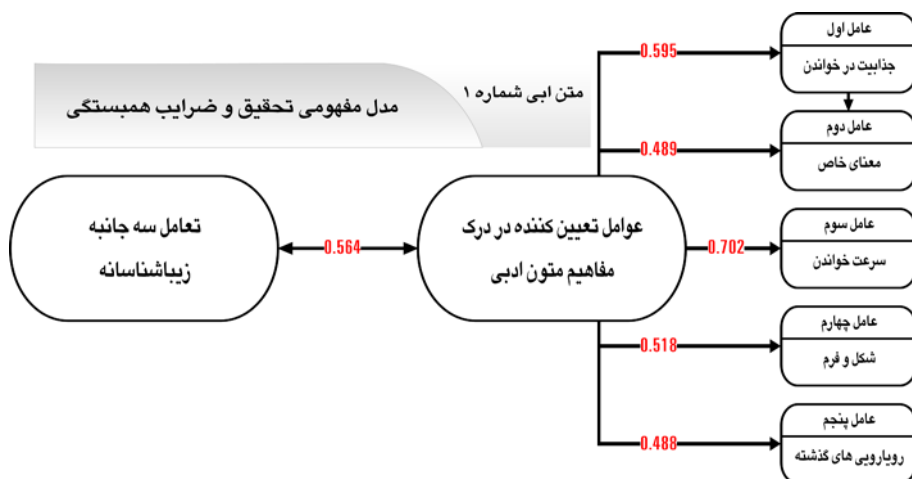 متن ابی شماره ۱
مدل مفهومی تحقیق و ضرایب همبستگی
عامل اول
جذابیت در خواندن
0.595
عامل دوم
معنای خاص
0.489
تعامل سه جانبه
زیباشناسانه
0.564
عوامل تعیین کننده در درک
مفاهیم متون ادبی
0.702
عامل سوم
سرعت خواندن
0.518
عامل چهارم
شکل و فرم
0.488
عامل پنجم
رویارویی های گذشته